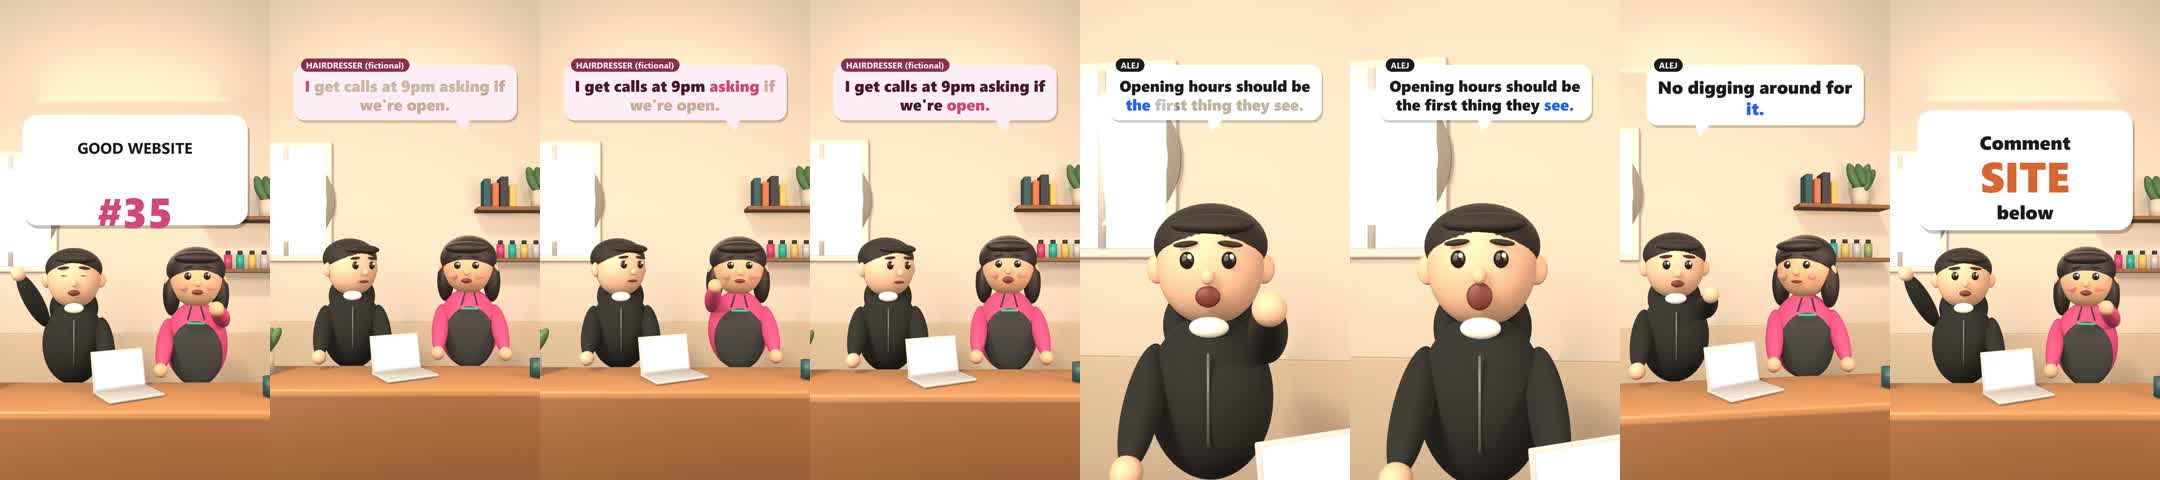 GOOD WEBSITE
#35
HAIRDRESSER (fictional)
I get calls at 9pm asking if
we're open.
HAIRDRESSER (fictional)
I get calls at 9pm asking if
we're open.
HAIRDRESSER (fictional)
I get calls at 9pm asking if
we're open.
ALEJ
Opening hours should be
the first thing they see.
ALEJ
Opening hours should be
the first thing they see.
ALEJ
No digging around for
it.
Comment
SITE
below